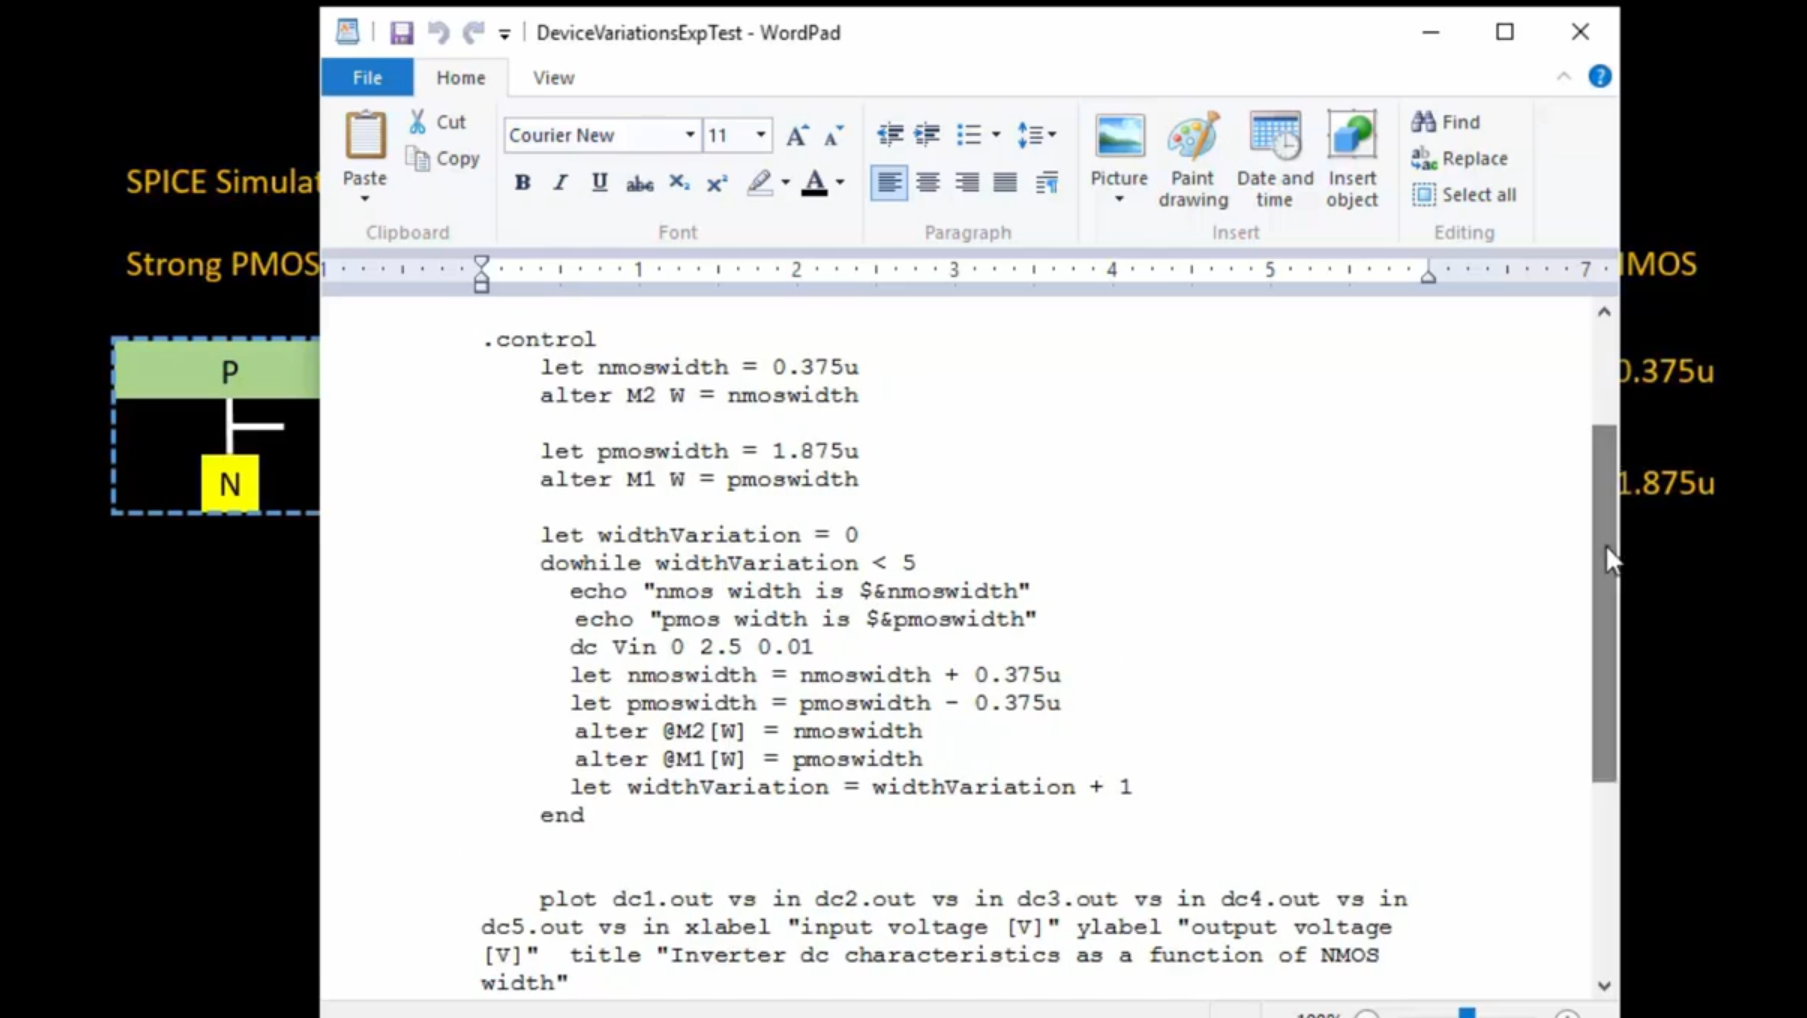 DeviceVariationsExpTest - WordPad
File Home View
Cut
Copy
Paste
Clipboard
Courier New 11
B I U abc X₂ X²
Font
Paragraph
Picture
Paint drawing
Date and time
Insert object
Insert
Find
Replace
Select all
Editing
1 1 2 3 4 5 7
SPICE Simulat
Strong PMOS
MOS
P
N
0.375u
1.875u
.control
let nmoswidth = 0.375u
alter M2 W = nmoswidth
let pmoswidth = 1.875u
alter M1 W = pmoswidth
let widthVariation = 0
dowhile widthVariation < 5
echo "nmos width is $&nmoswidth"
echo "pmos width is $&pmoswidth"
dc Vin 0 2.5 0.01
let nmoswidth = nmoswidth + 0.375u
let pmoswidth = pmoswidth - 0.375u
alter @M2[W] = nmoswidth
alter @M1[W] = pmoswidth
let widthVariation = widthVariation + 1
end
plot dc1.out vs in dc2.out vs in dc3.out vs in dc4.out vs in
dc5.out vs in xlabel "input voltage [V]" ylabel "output voltage
[V]" title "Inverter dc characteristics as a function of NMOS
width"